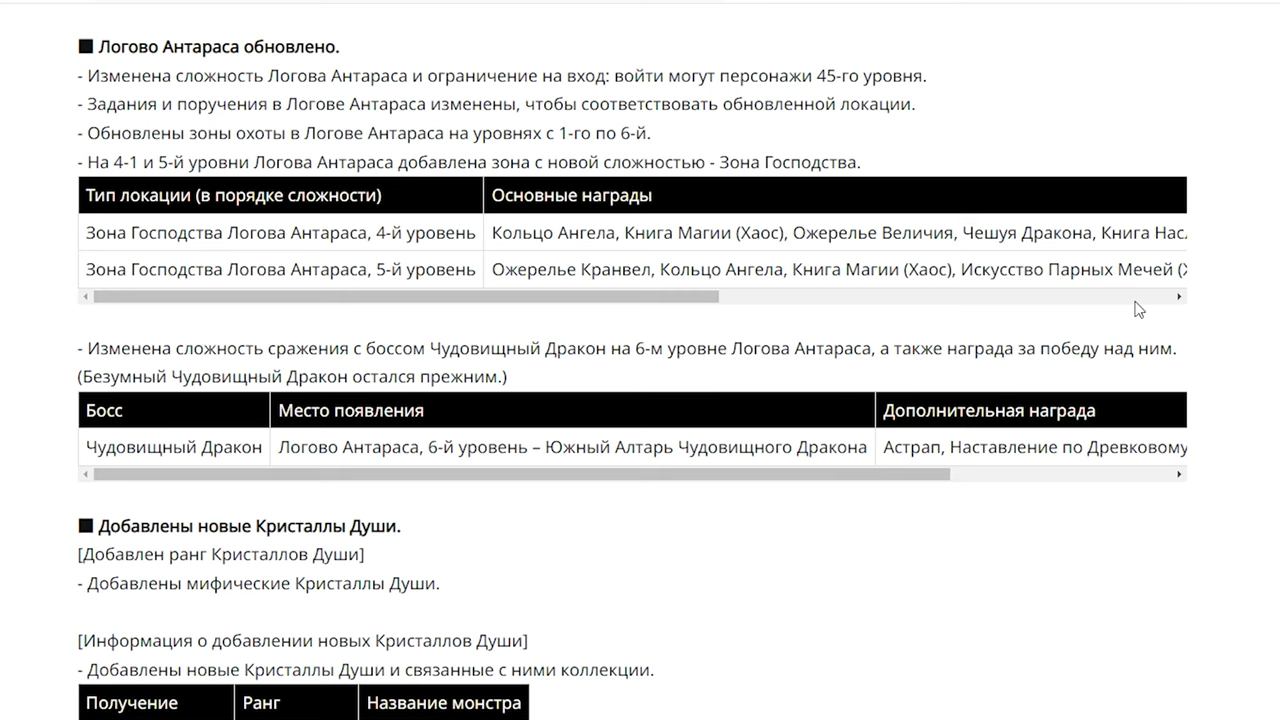 ■ Логово Антараса обновлено.
- Изменена сложность Логова Антараса и ограничение на вход: войти могут персонажи 45-го уровня.
- Задания и поручения в Логове Антараса изменены, чтобы соответствовать обновленной локации.
- Обновлены зоны охоты в Логове Антараса на уровнях с 1-го по 6-й.
- На 4-1 и 5-й уровни Логова Антараса добавлена зона с новой сложностью - Зона Господства.
Тип локации (в порядке сложности) Основные награды
Зона Господства Логова Антараса, 4-й уровень Кольцо Ангела, Книга Магии (Хаос), Ожерелье Величия, Чешуя Дракона, Книга
Зона Господства Логова Антараса, 5-й уровень Ожерелье Кранвел, Кольцо Ангела, Книга Магии (Хаос), Искусство Парных Мечей
- Изменена сложность сражения с боссом Чудовищный Дракон на 6-м уровне Логова Антараса, а также награда за победу над ним.
(Безумный Чудовищный Дракон остался прежним.)
Босс Место появления Дополнительная награда
Чудовищный Дракон Логово Антараса, 6-й уровень – Южный Алтарь Чудовищного Дракона Астрап, Наставление по Древковому
■ Добавлены новые Кристаллы Души.
[Добавлен ранг Кристаллов Души]
- Добавлены мифические Кристаллы Души.
[Информация о добавлении новых Кристаллов Души]
- Добавлены новые Кристаллы Души и связанные с ними коллекции.
Получение Ранг Название монстра